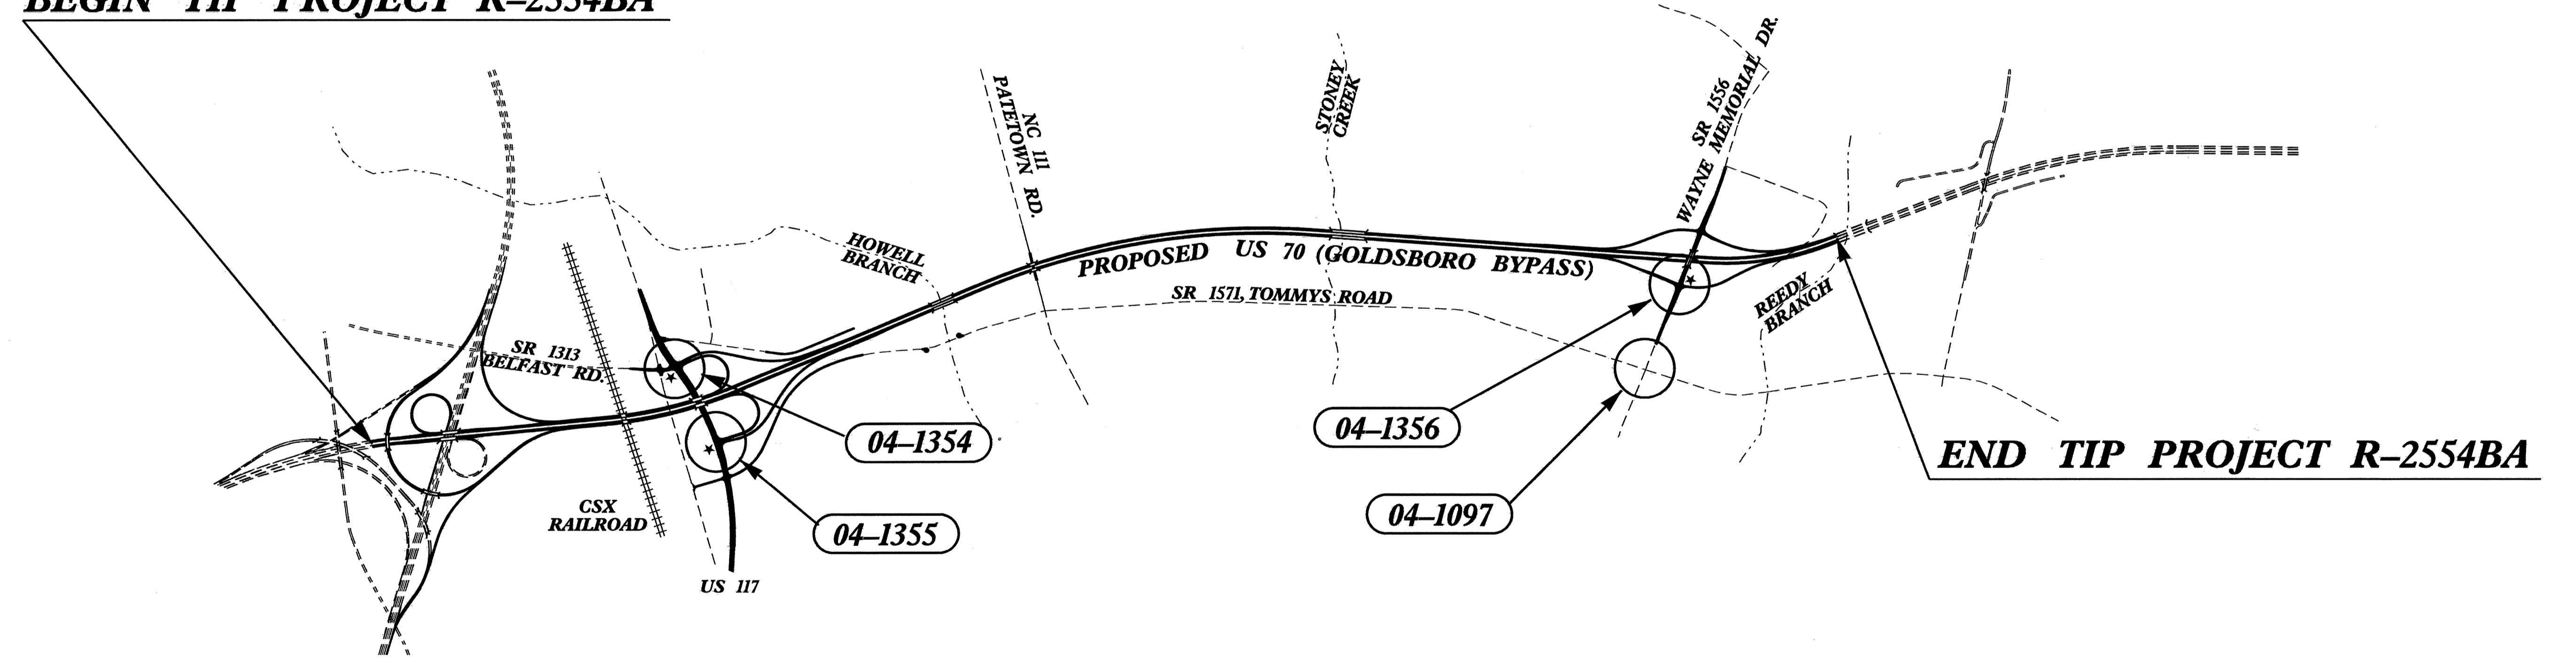 BEGIN TIP PROJECT R–2554BA
SR 1556
WAYNE MEMORIAL DR.
STONEY
CREEK
NC 111
PATETOWN RD.
HOWELL
BRANCH
PROPOSED US 70 (GOLDSBORO BYPASS)
SR 1571, TOMMYS ROAD
REEDY
BRANCH
SR 1313
BELFAST RD.
04–1354
04–1356
END TIP PROJECT R–2554BA
CSX
RAILROAD
04–1355
04–1097
US 117